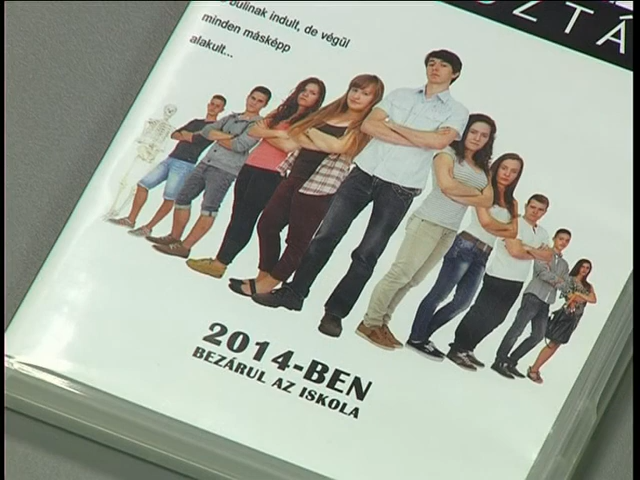 bulinak indult, de végül
minden másképp
alakult...
2014-BEN
BEZÁRUL AZ ISKOLA